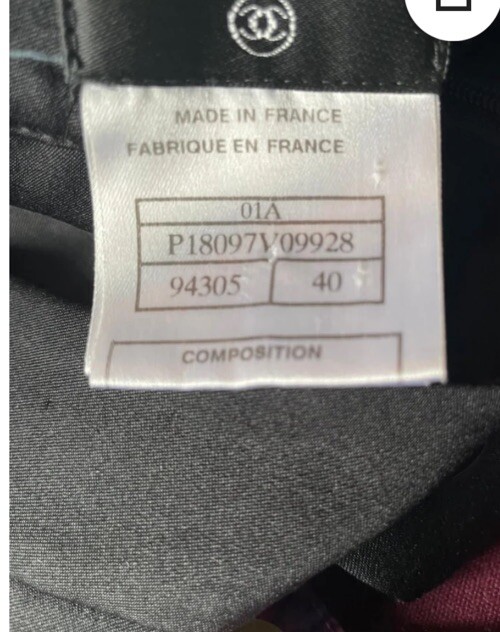 MADE IN FRANCE
FABRIQUE EN FRANCE
01A
P18097V09928
94305 40
COMPOSITION